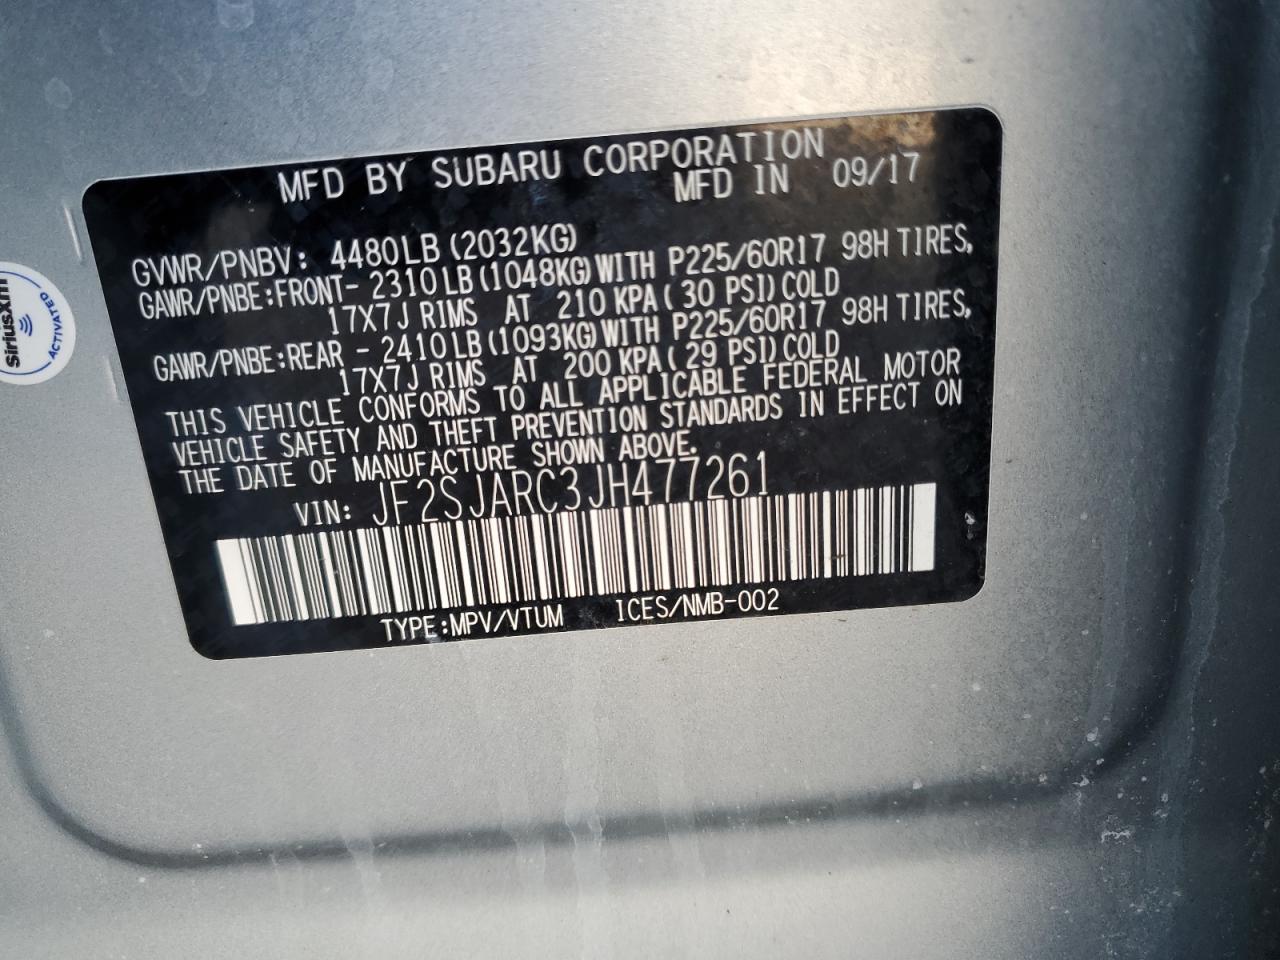 MFD BY SUBARU CORPORATION
MFD IN 09/17
GVWR/PNBV: 4480LB (2032KG)
GAWR/PNBE:FRONT- 2310LB (1048KG)WITH P225/60R17 98H TIRES,
17X7J RIMS AT 210 KPA (30 PSI) COLD
GAWR/PNBE:REAR - 2410LB (1093KG)WITH P225/60R17 98H TIRES,
17X7J RIMS AT 200 KPA (29 PSI) COLD
THIS VEHICLE CONFORMS TO ALL APPLICABLE FEDERAL MOTOR
VEHICLE SAFETY AND THEFT PREVENTION STANDARDS IN EFFECT ON
THE DATE OF MANUFACTURE SHOWN ABOVE.
VIN: JF2SJARC3JH477261
TYPE:MPV/VTUM ICES/NMB-002
SiriusXM
ACTIVATED